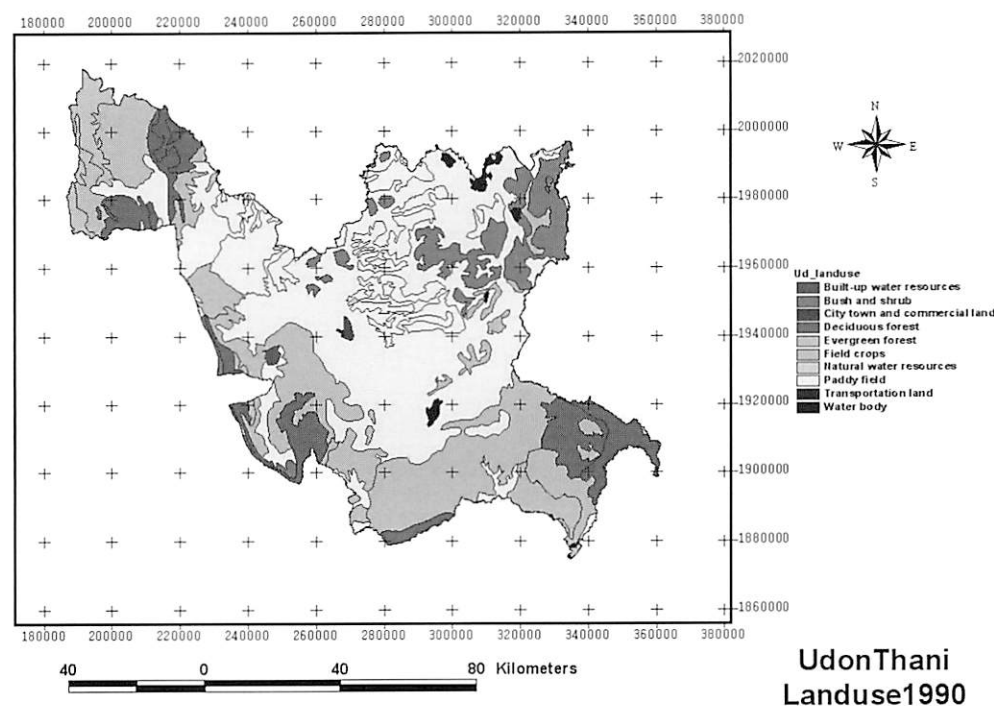 180000 200000 220000 240000 260000 280000 300000 320000 340000 360000 380000
2020000
2000000
1980000
1960000
1940000
1920000
1900000
1880000
1860000
N
W E
S
Ud_landuse
Built-up water resources
Bush and shrub
City town and commercial land
Deciduous forest
Evergreen forest
Field crops
Natural water resources
Paddy field
Transportation land
Water body
180000 200000 220000 240000 260000 280000 300000 320000 340000 360000 380000
40 0 40 80 Kilometers
UdonThani
Landuse1990